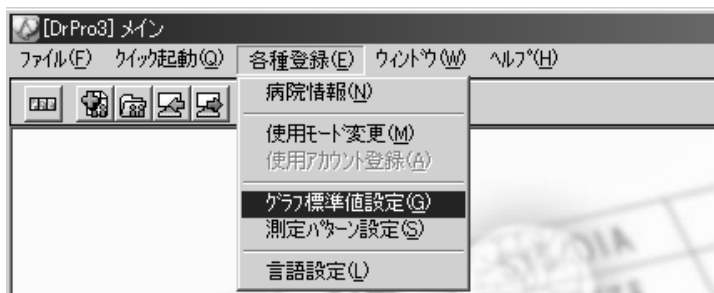 [DrPro3] メイン
ファイル(F) クイック起動(Q) 各種登録(E) ウィンドウ(W) ヘルプ(H)
病院情報(N)
使用モード変更(M)
使用アカウント登録(A)
グラフ標準値設定(G)
測定パターン設定(S)
言語設定(L)